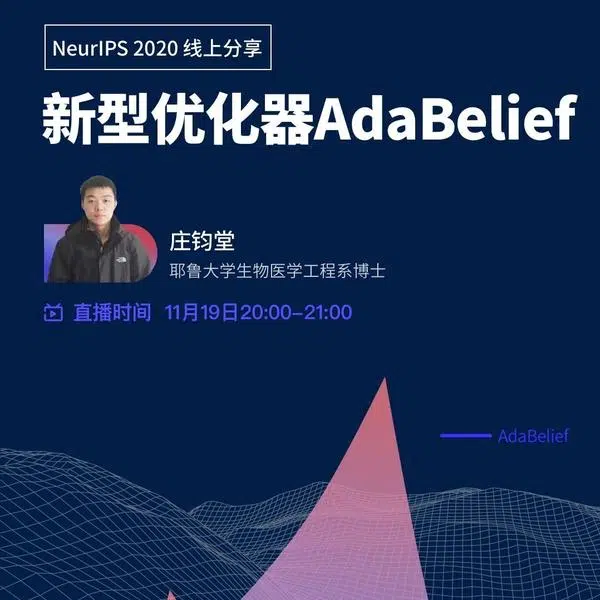 NeurIPS 2020 线上分享
新型优化器AdaBelief
庄钧堂
耶鲁大学生物医学工程系博士
直播时间 11月19日20:00-21:00
AdaBelief